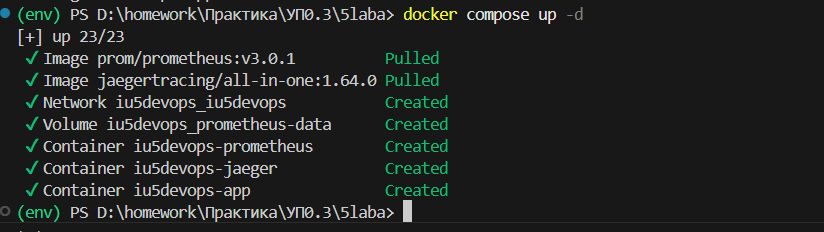 (env) PS D:\homework\Практика\УП0.3\5laba> docker compose up -d
[+] up 23/23
✓ Image prom/prometheus:v3.0.1 Pulled
✓ Image jaegertracing/all-in-one:1.64.0 Pulled
✓ Network iu5devops_iu5devops Created
✓ Volume iu5devops_prometheus-data Created
✓ Container iu5devops-prometheus Created
✓ Container iu5devops-jaeger Created
✓ Container iu5devops-app Created
(env) PS D:\homework\Практика\УП0.3\5laba>